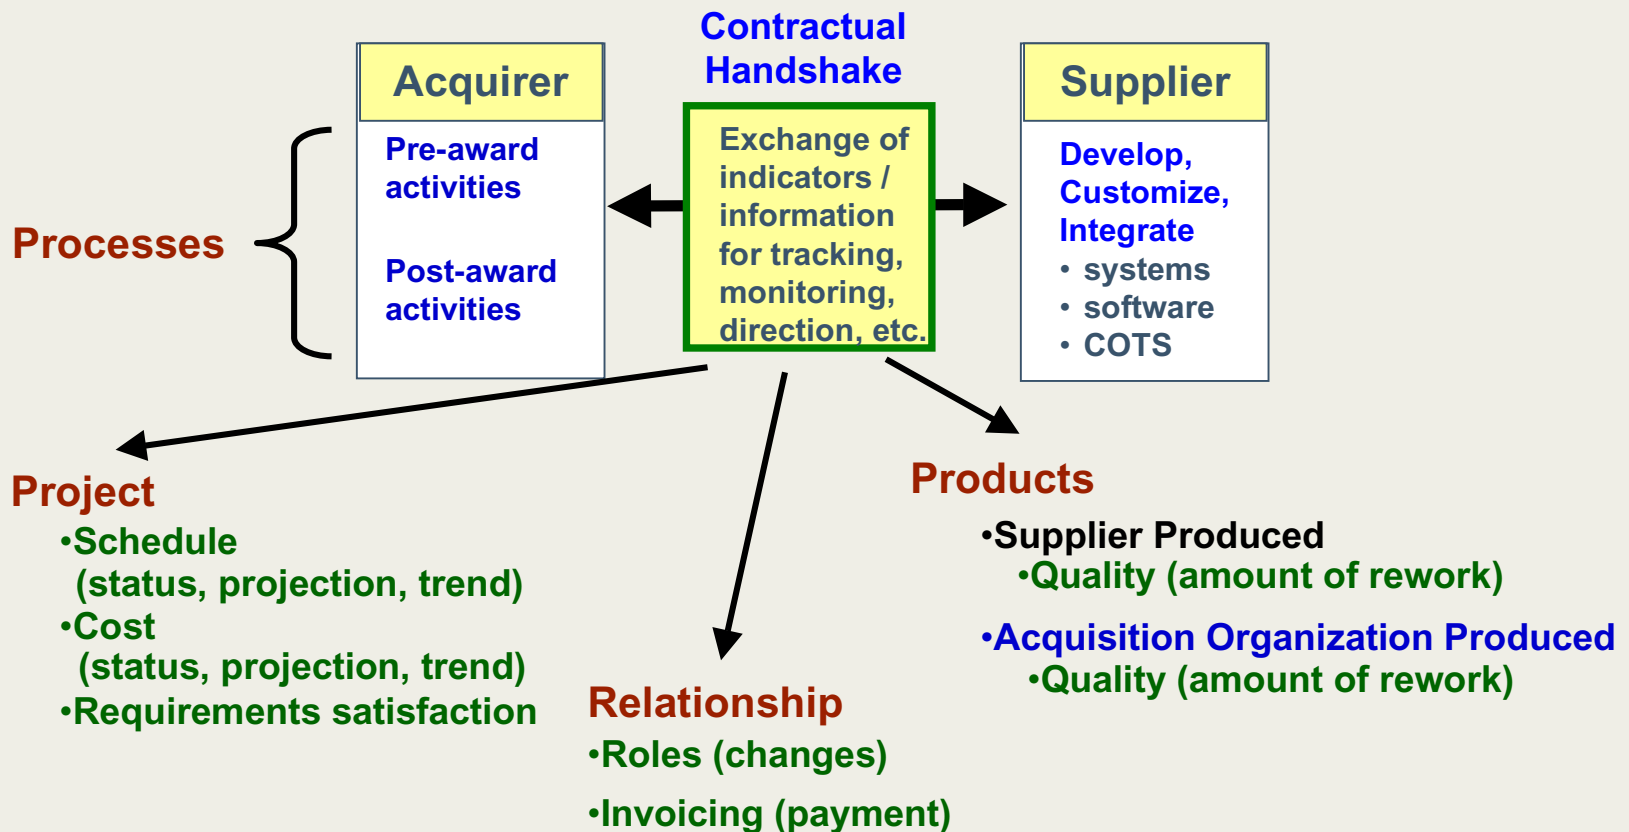 Contractual
Handshake
Acquirer
Pre-award
activities
Post-award
activities
Processes
Exchange of
indicators /
information
for tracking,
monitoring,
direction, etc.
Supplier
Develop,
Customize,
Integrate
• systems
• software
• COTS
Project
•Schedule
(status, projection, trend)
•Cost
(status, projection, trend)
•Requirements satisfaction
Relationship
•Roles (changes)
•Invoicing (payment)
Products
•Supplier Produced
•Quality (amount of rework)
•Acquisition Organization Produced
•Quality (amount of rework)